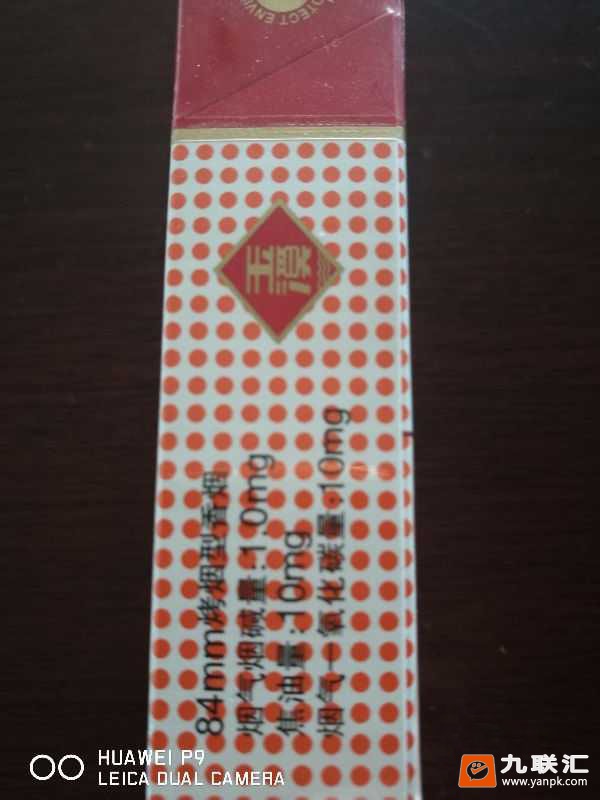 PROTECT ENVI
玉溪
84mm烤烟型香烟
烟气烟碱量:1.0mg
焦油量:10mg
烟气一氧化碳量:10mg
HUAWEI P9
LEICA DUAL CAMERA
九联汇
www.yanpk.com